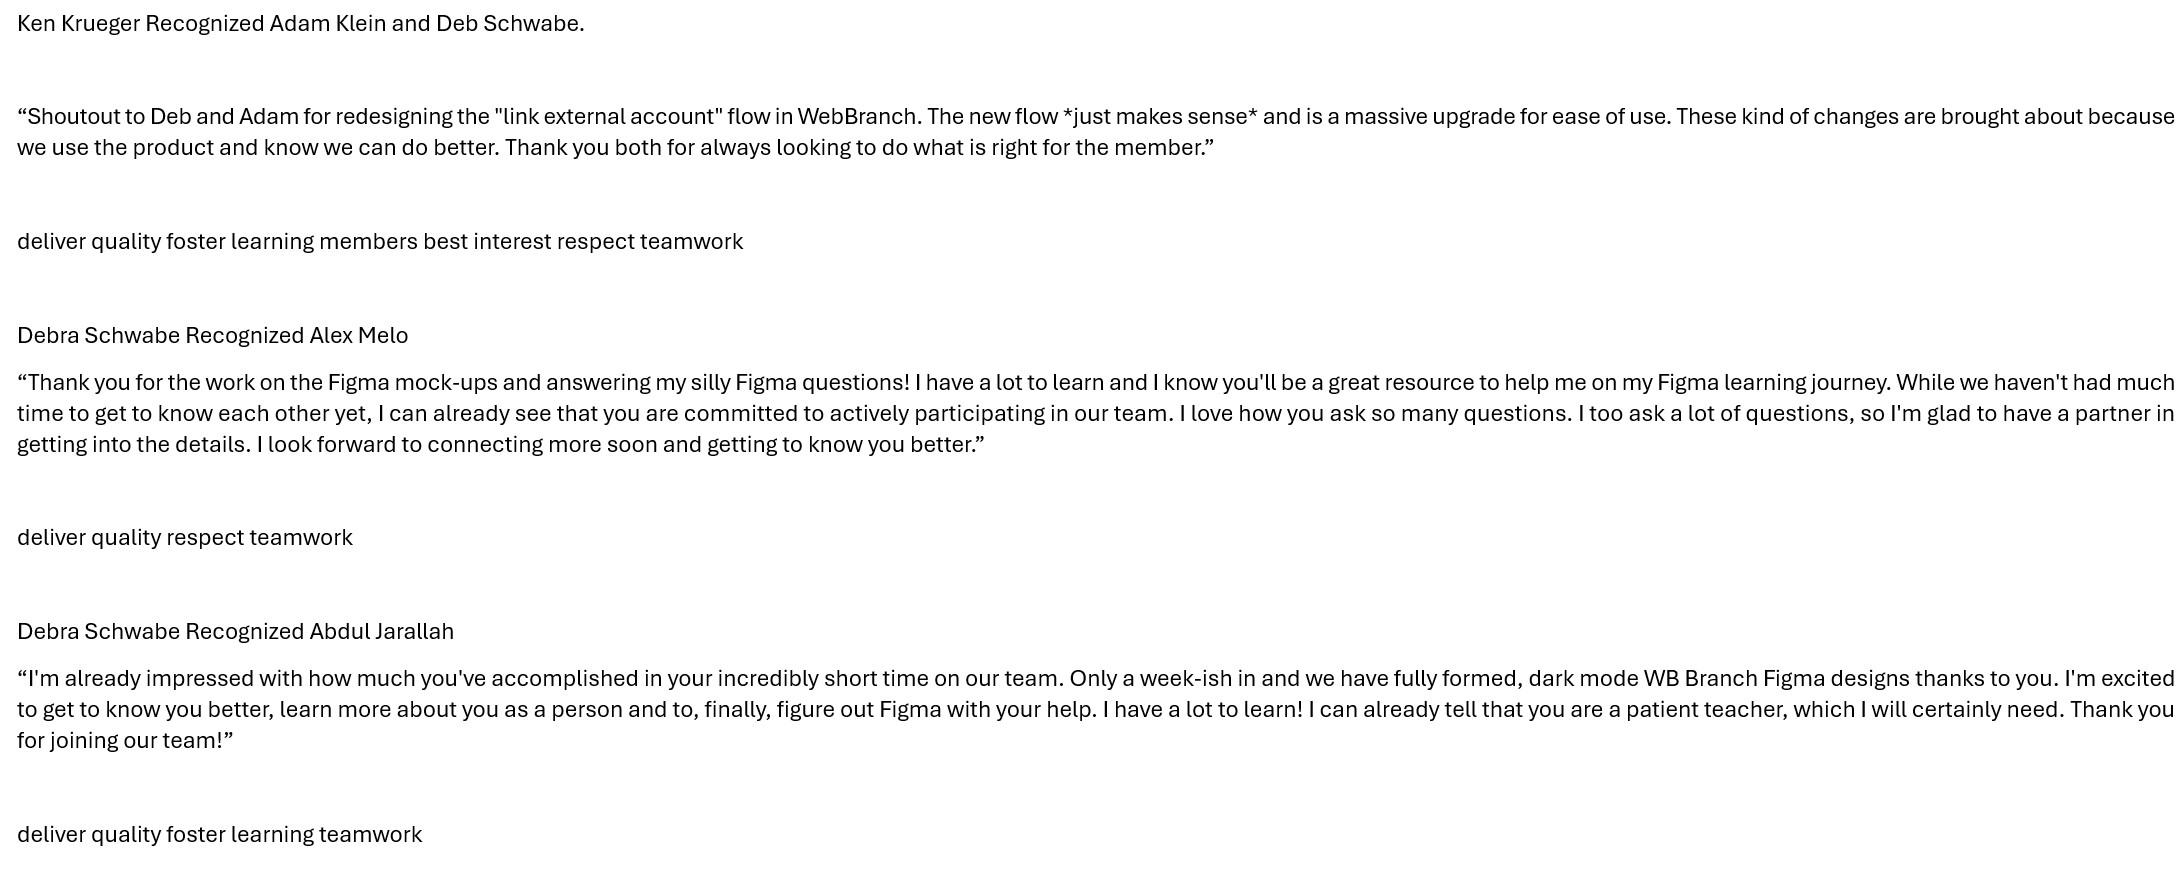 Ken Krueger Recognized Adam Klein and Deb Schwabe.
“Shoutout to Deb and Adam for redesigning the "link external account" flow in WebBranch. The new flow *just makes sense* and is a massive upgrade for ease of use. These kind of changes are brought about because
we use the product and know we can do better. Thank you both for always looking to do what is right for the member.”
deliver quality foster learning members best interest respect teamwork
Debra Schwabe Recognized Alex Melo
“Thank you for the work on the Figma mock-ups and answering my silly Figma questions! I have a lot to learn and I know you'll be a great resource to help me on my Figma learning journey. While we haven't had much
time to get to know each other yet, I can already see that you are committed to actively participating in our team. I love how you ask so many questions. I too ask a lot of questions, so I'm glad to have a partner in
getting into the details. I look forward to connecting more soon and getting to know you better.”
deliver quality respect teamwork
Debra Schwabe Recognized Abdul Jarallah
“I'm already impressed with how much you've accomplished in your incredibly short time on our team. Only a week-ish in and we have fully formed, dark mode WB Branch Figma designs thanks to you. I'm excited
to get to know you better, learn more about you as a person and to, finally, figure out Figma with your help. I have a lot to learn! I can already tell that you are a patient teacher, which I will certainly need. Thank you
for joining our team!”
deliver quality foster learning teamwork